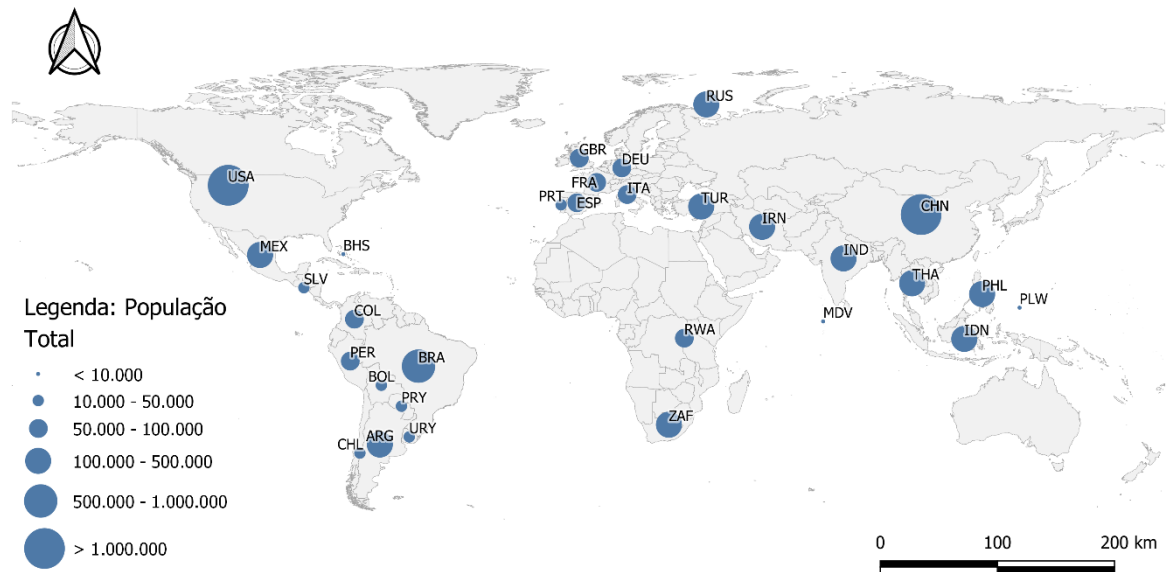 RUS
GBR
DEU
FRA
ITA
PRT
ESP
TUR
USA
CHN
IRN
MEX
BHS
IND
SLV
THA
PHL
PLW
MDV
COL
RWA
IDN
PER
BRA
BOL
PRY
ZAF
URY
ARG
CHL
Legenda: População
Total
< 10.000
10.000 - 50.000
50.000 - 100.000
100.000 - 500.000
500.000 - 1.000.000
> 1.000.000
0 100 200 km